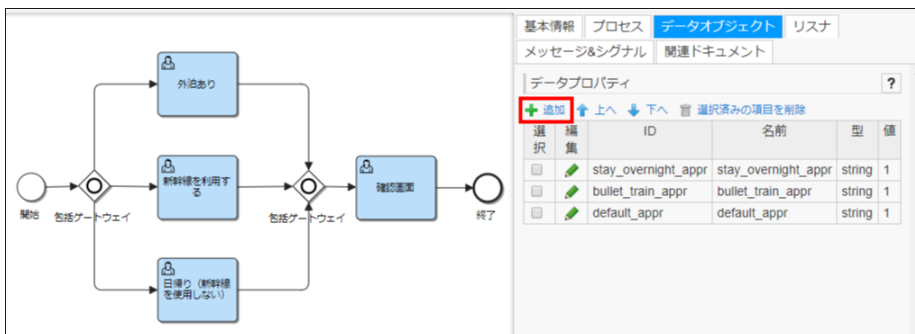 外泊あり
新幹線を利用す
る
確認画面
開始
包括ゲートウェイ
包括ゲートウェイ
終了
日帰り（新幹線
を使用しない）
基本情報 プロセス データオブジェクト リスナ
メッセージ&シグナル 関連ドキュメント
データプロパティ ?
追加 上へ 下へ 選択済みの項目を削除
選択 編集 ID 名前 型 値
stay_overnight_appr stay_overnight_appr string 1
bullet_train_appr bullet_train_appr string 1
default_appr default_appr string 1